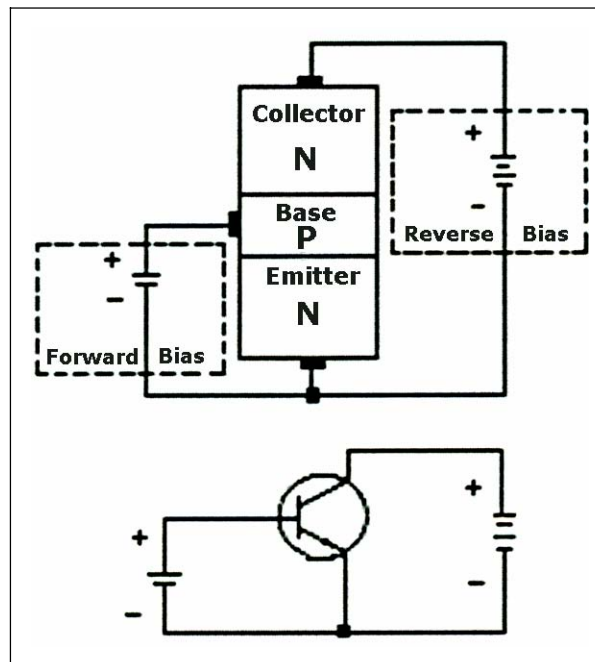 Collector
N
+
-
Base
P
Reverse Bias
+
-
Emitter
N
Forward Bias
+
-
+
-